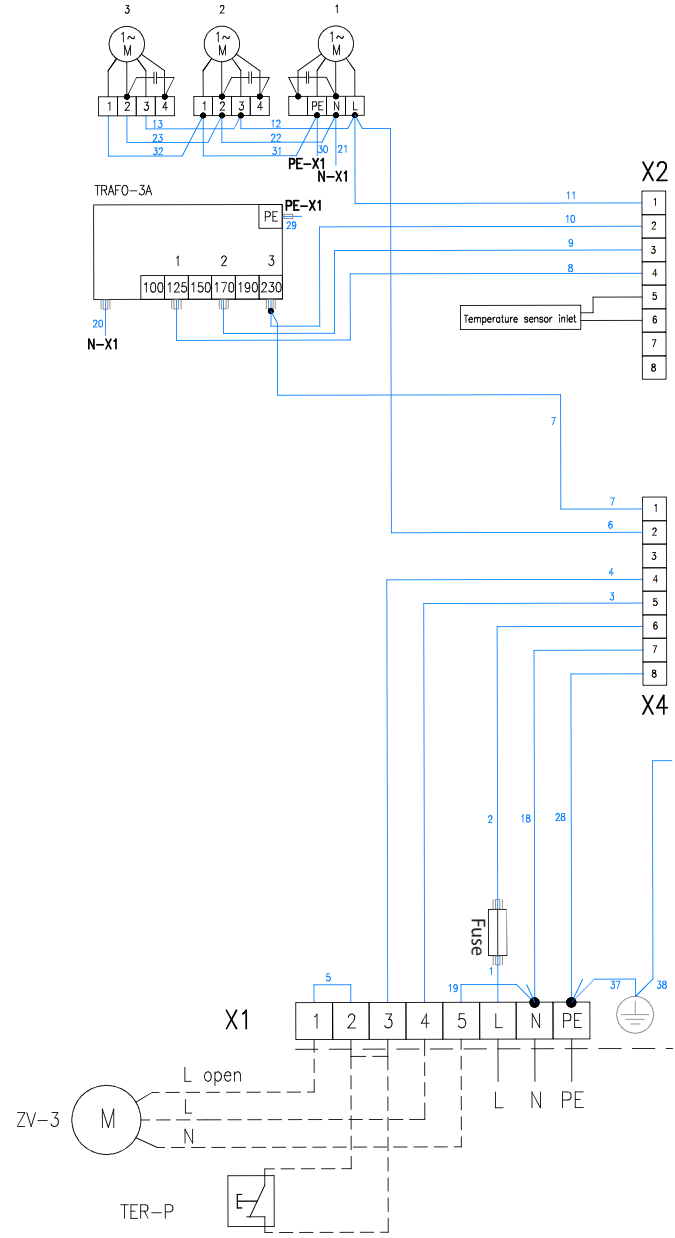 3 2 1
1~ 1~ 1~
M M M
1 2 3 4 1 2 3 4 PE N L
13 12
23 22 30 21
32 31
PE-X1
N-X1
X2
TRAFO-3A
PE-X1
PE
29
11 1
10 2
9 3
8 4
5
6
7
8
1 2 3
100 125 150 170 190 230
20
N-X1
Temperature sensor inlet
7
7 1
6 2
3
4 4
3 5
6
7
8
X4
2 18 28
Fuse
1
5 19 37 38
X1
1 2 3 4 5 L N PE
L open
L N PE
ZV-3
M
L
N
TER-P